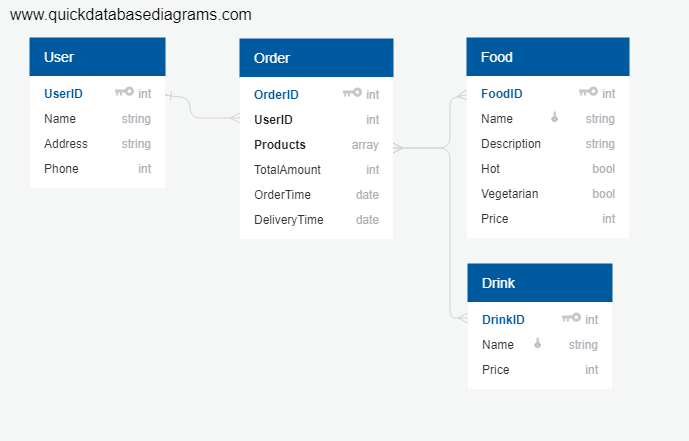 www.quickdatabasediagrams.com
User
UserID int
Name string
Address string
Phone int
Order
OrderID int
UserID int
Products array
TotalAmount int
OrderTime date
DeliveryTime date
Food
FoodID int
Name string
Description string
Hot bool
Vegetarian bool
Price int
Drink
DrinkID int
Name string
Price int